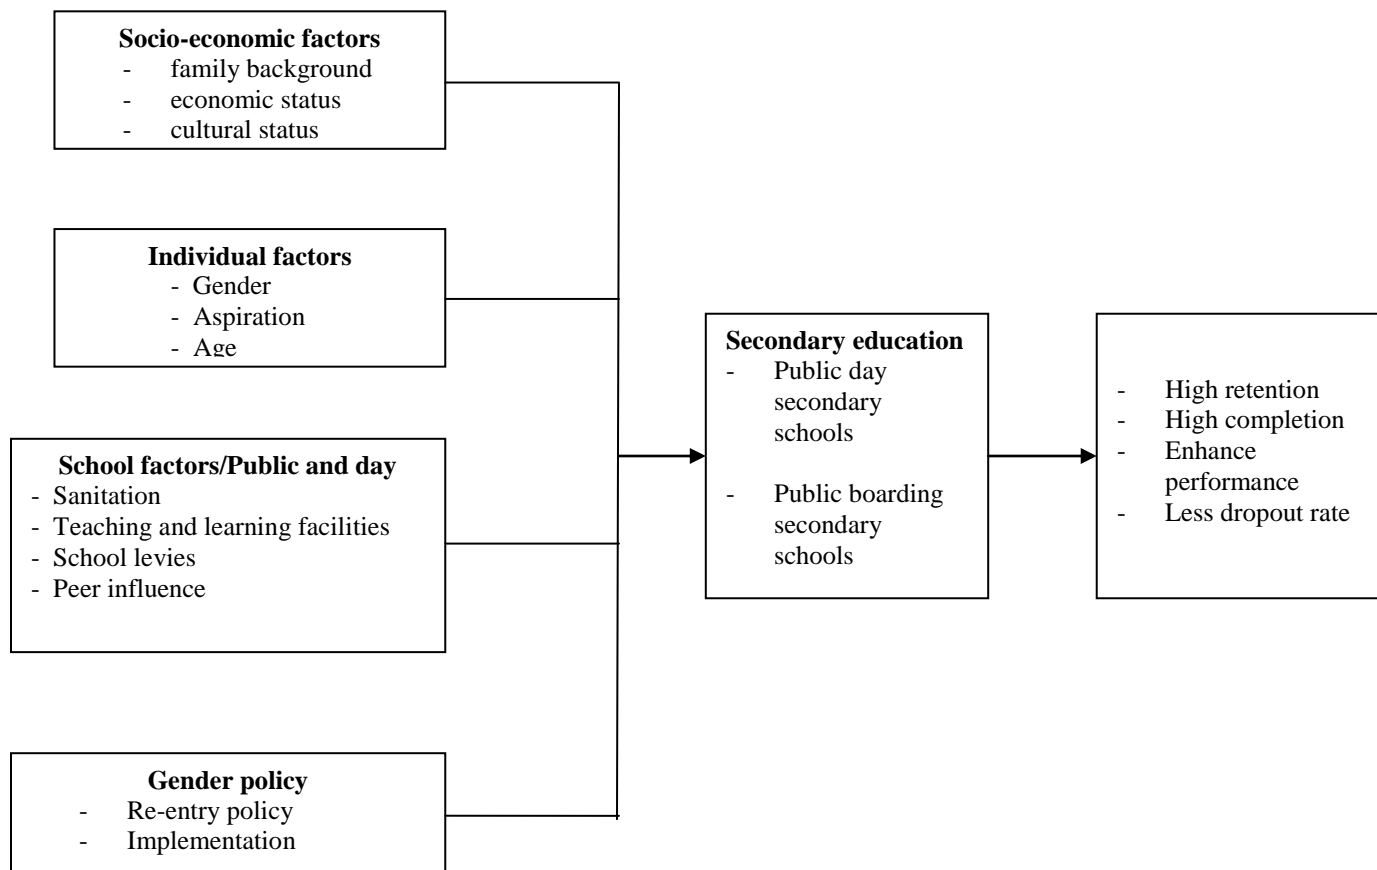 Socio-economic factors
- family background
- economic status
- cultural status
Individual factors
- Gender
- Aspiration
- Age
School factors/Public and day
- Sanitation
- Teaching and learning facilities
- School levies
- Peer influence
Gender policy
- Re-entry policy
- Implementation
Secondary education
- Public day
secondary
schools
- Public boarding
secondary
schools
- High retention
- High completion
- Enhance
performance
- Less dropout rate